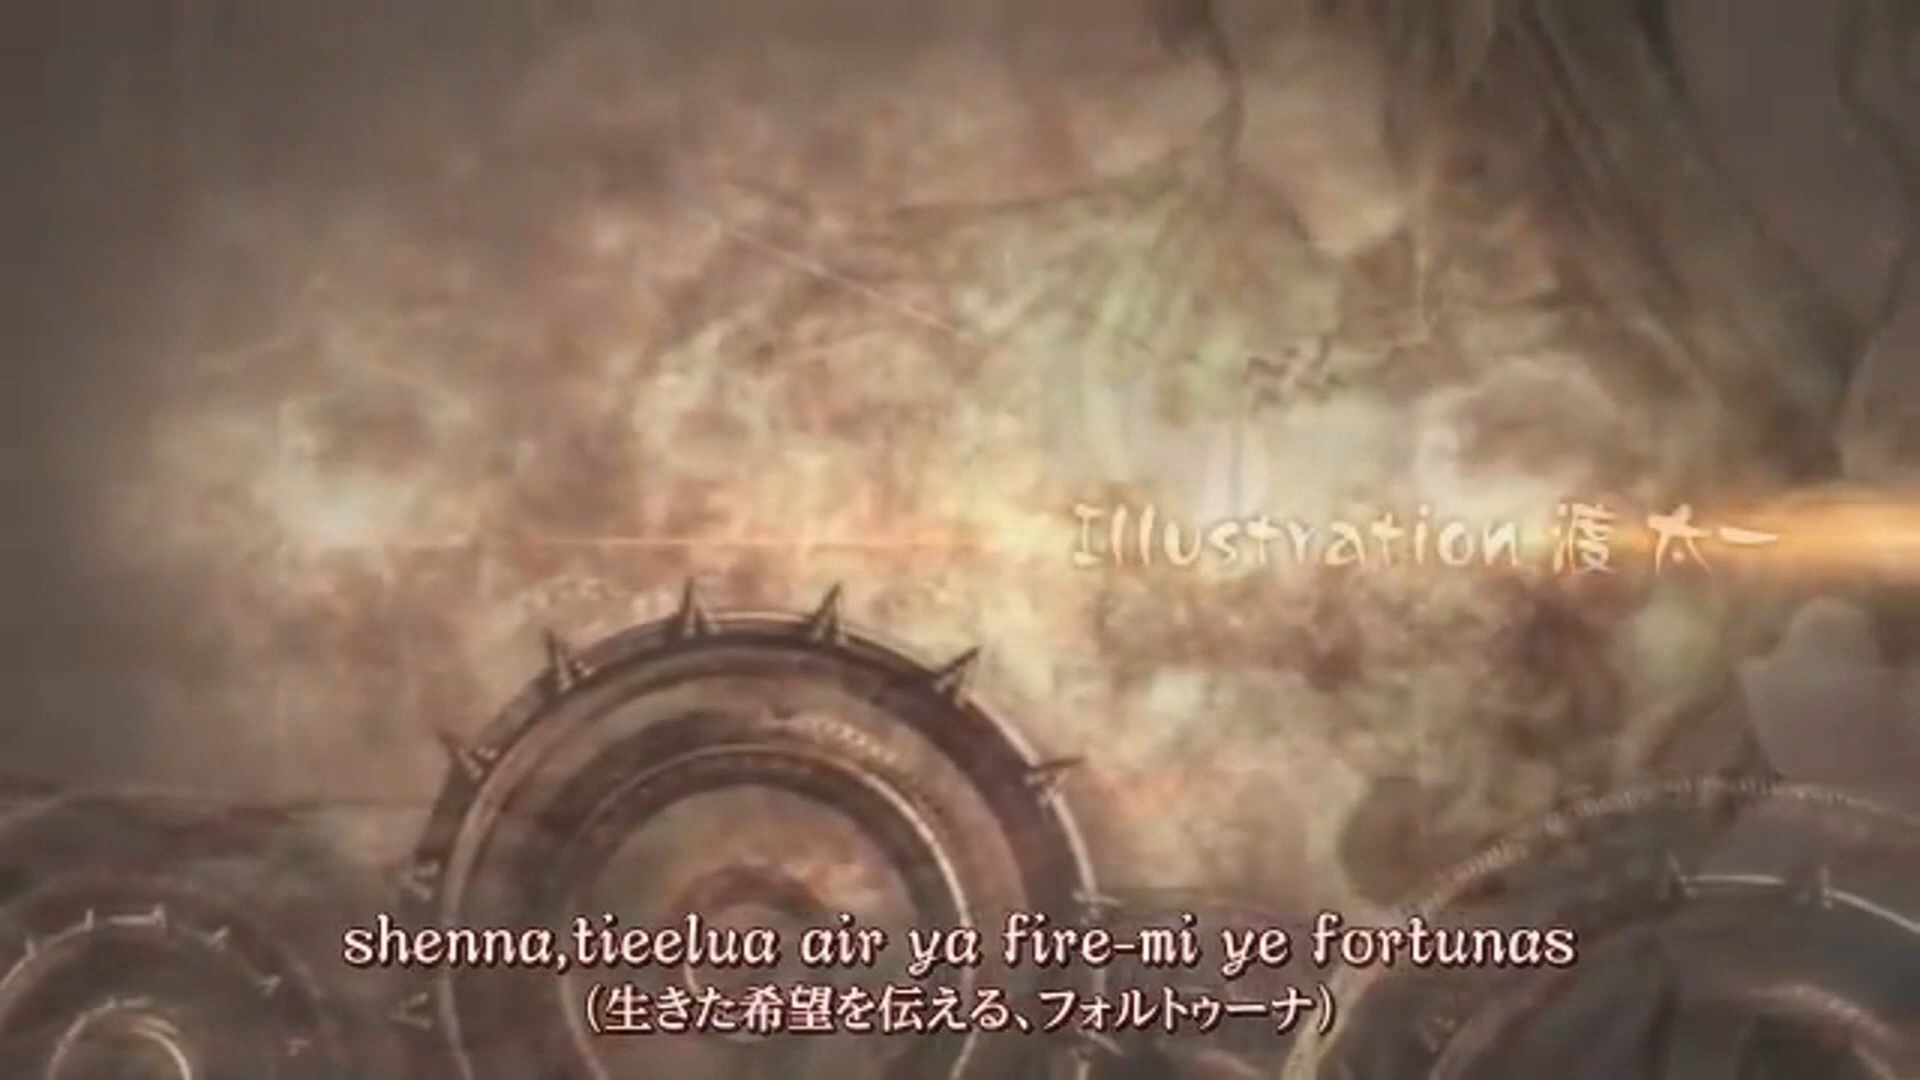 Illustration 渡 太一
shenna,tieelua air ya fire-mi ye fortunas
(生きた希望を伝える、フォルトゥーナ)